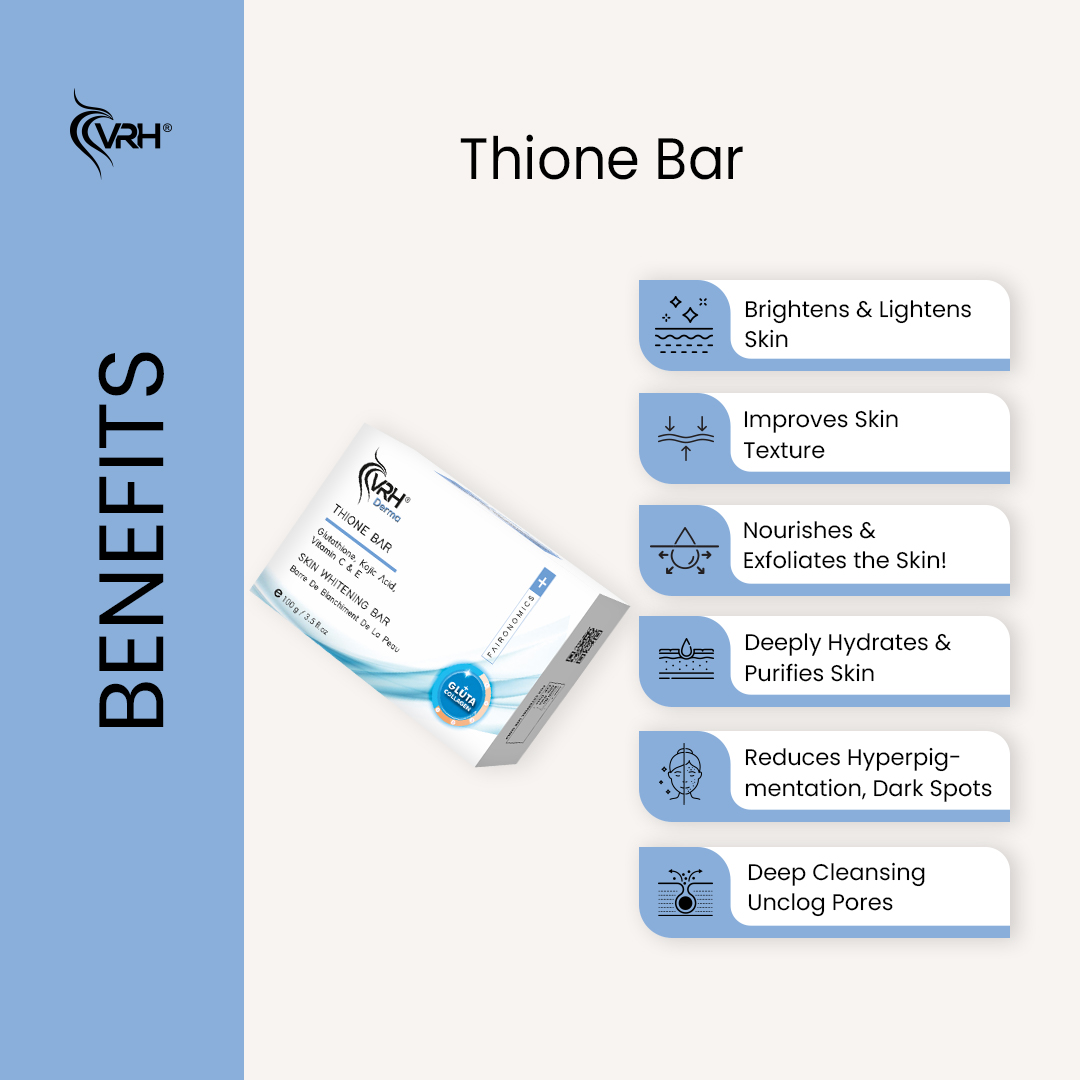 VRH®
BENEFITS
Thione Bar
VRH®
Derma
THIONE BAR
Glutathione, Kojic Acid,
Vitamin C & E
SKIN WHITENING BAR
Barre De Blanchiment De La Peau
e 100 g / 3.5 fl.oz
FAIRONOMICS +
GLUTA
COLLAGEN
Brightens & Lightens
Skin
Improves Skin
Texture
Nourishes &
Exfoliates the Skin!
Deeply Hydrates &
Purifies Skin
Reduces Hyperpig-
mentation, Dark Spots
Deep Cleansing
Unclog Pores